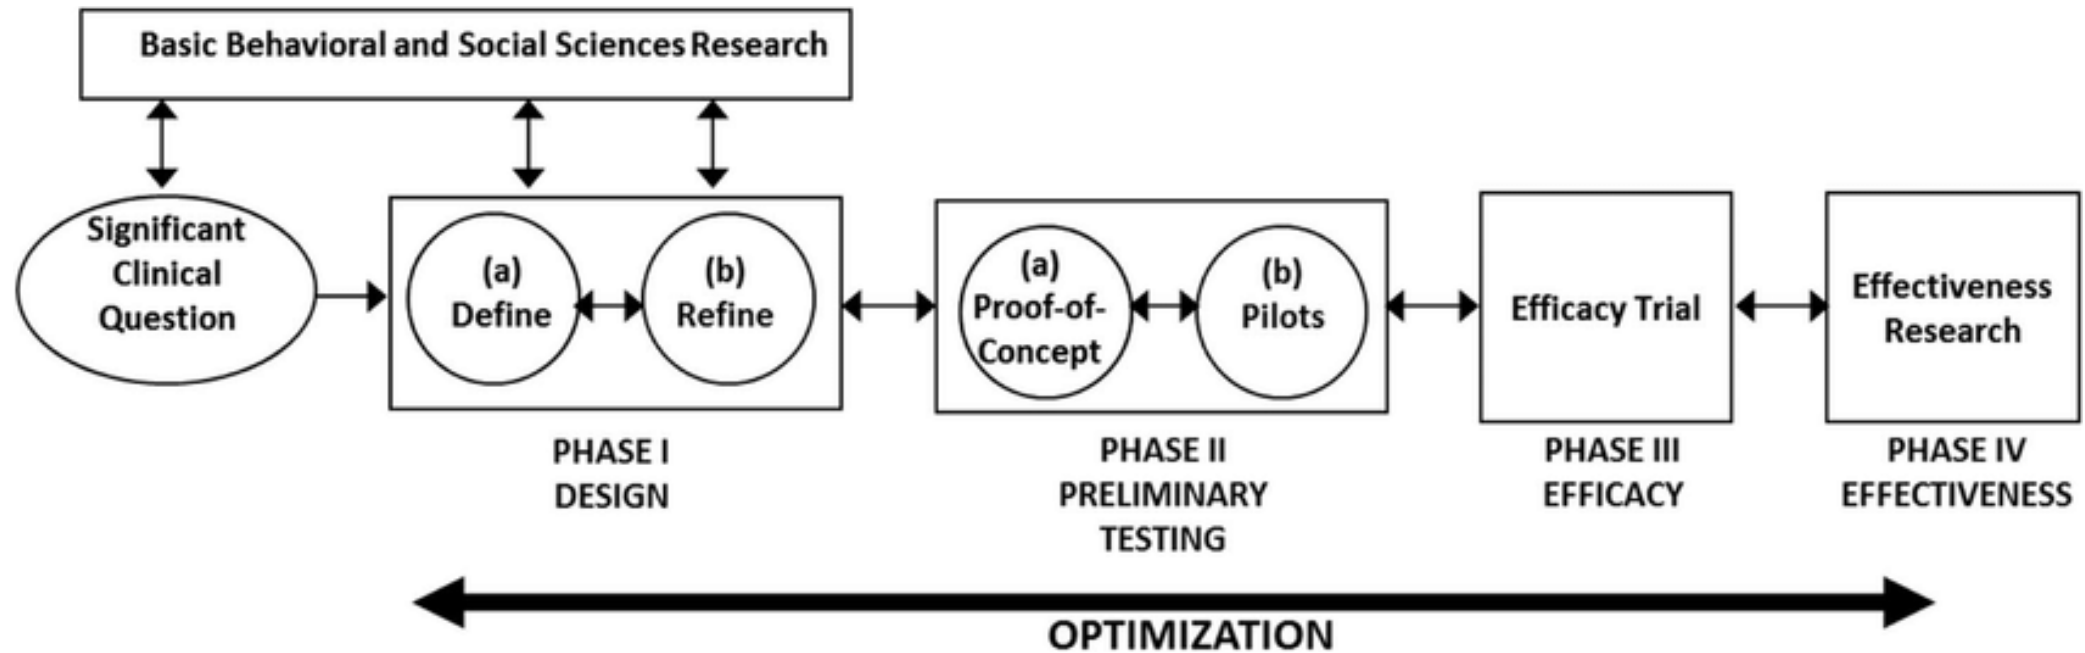 Basic Behavioral and Social Sciences Research
Significant
Clinical
Question
(a)
Define
(b)
Refine
(a)
Proof-of-
Concept
(b)
Pilots
Efficacy Trial
Effectiveness
Research
PHASE I
DESIGN
PHASE II
PRELIMINARY
TESTING
PHASE III
EFFICACY
PHASE IV
EFFECTIVENESS
OPTIMIZATION